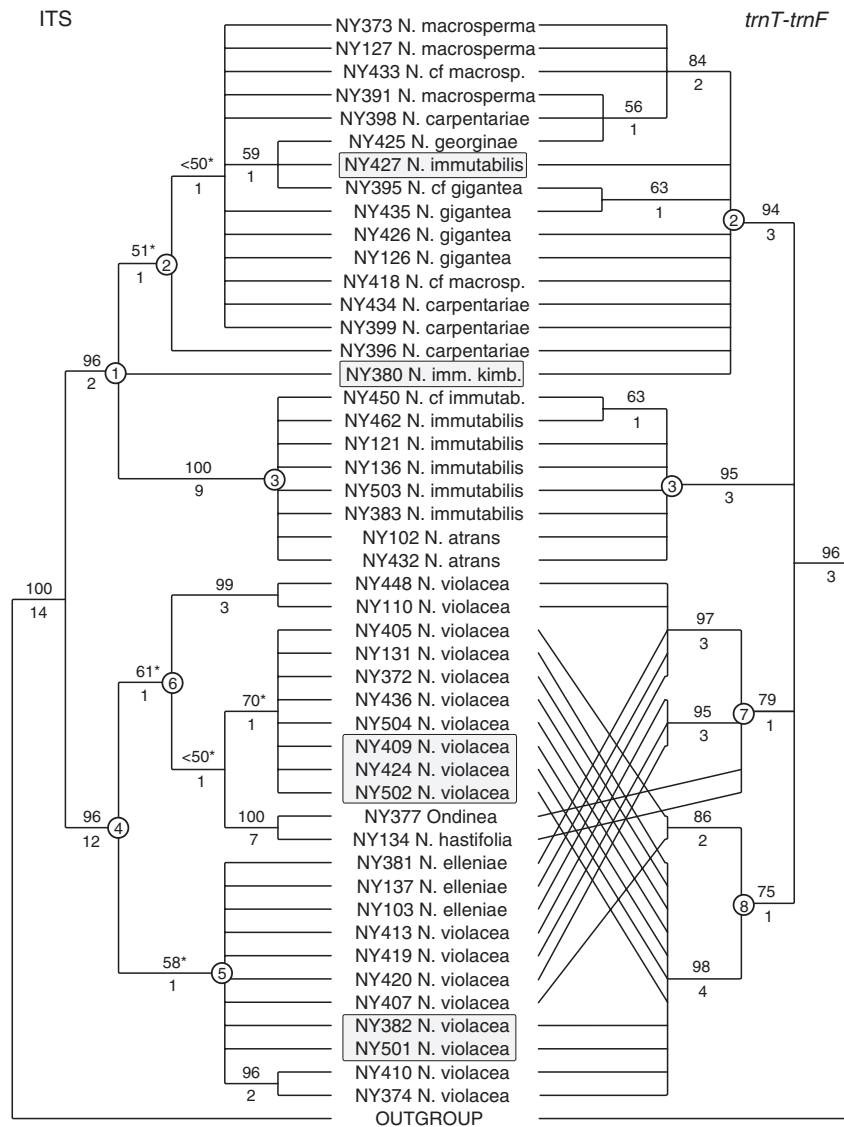 ITS
trnT-trnF
NY373 N. macrosperma
NY127 N. macrosperma
84
NY433 N. cf macrosp.
2
NY391 N. macrosperma
56
NY398 N. carpentariae
1
NY425 N. georginae
<50*
59
NY427 N. immutabilis
1
1
NY395 N. cf gigantea
63
NY435 N. gigantea
1
2
94
NY426 N. gigantea
3
51*
NY126 N. gigantea
2
1
NY418 N. cf macrosp.
NY434 N. carpentariae
NY399 N. carpentariae
NY396 N. carpentariae
96
1
NY380 N. imm. kimb.
2
NY450 N. cf immutab.
63
NY462 N. immutabilis
1
NY121 N. immutabilis
100
NY136 N. immutabilis
95
3
3
9
NY503 N. immutabilis
3
NY383 N. immutabilis
NY102 N. atrans
NY432 N. atrans
96
3
100
99
NY448 N. violacea
14
3
NY110 N. violacea
97
NY405 N. violacea
3
NY131 N. violacea
61*
6
NY372 N. violacea
1
70*
NY436 N. violacea
79
1
NY504 N. violacea
95
7
1
3
<50*
NY409 N. violacea
1
NY424 N. violacea
NY502 N. violacea
100
NY377 Ondinea
86
96
4
7
NY134 N. hastifolia
2
12
NY381 N. elleniae
NY137 N. elleniae
75
NY103 N. elleniae
8
1
NY413 N. violacea
58*
NY419 N. violacea
98
5
1
NY420 N. violacea
4
NY407 N. violacea
NY382 N. violacea
NY501 N. violacea
96
NY410 N. violacea
2
NY374 N. violacea
OUTGROUP